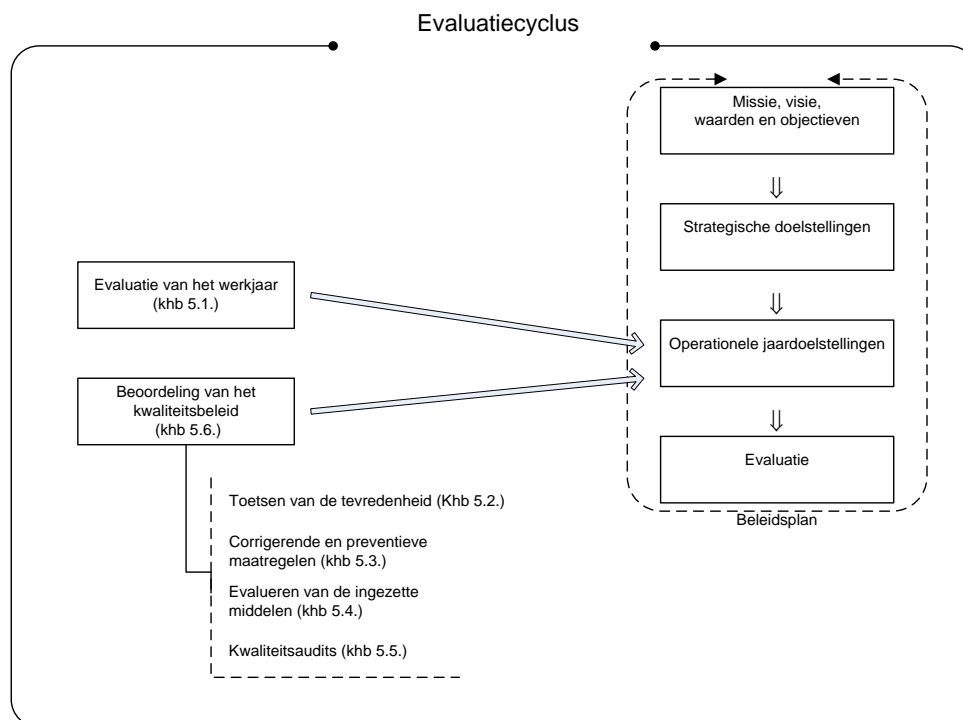 Evaluatiecyclus
Missie, visie,
waarden en objectieven
Strategische doelstellingen
Evaluatie van het werkjaar
(khb 5.1.)
Operationele jaardoelstellingen
Beoordeling van het
kwaliteitsbeleid
(khb 5.6.)
Evaluatie
Beleidsplan
Toetsen van de tevredenheid (Khb 5.2.)
Corrigerende en preventieve
maatregelen (khb 5.3.)
Evalueren van de ingezette
middelen (khb 5.4.)
Kwaliteitsaudits (khb 5.5.)